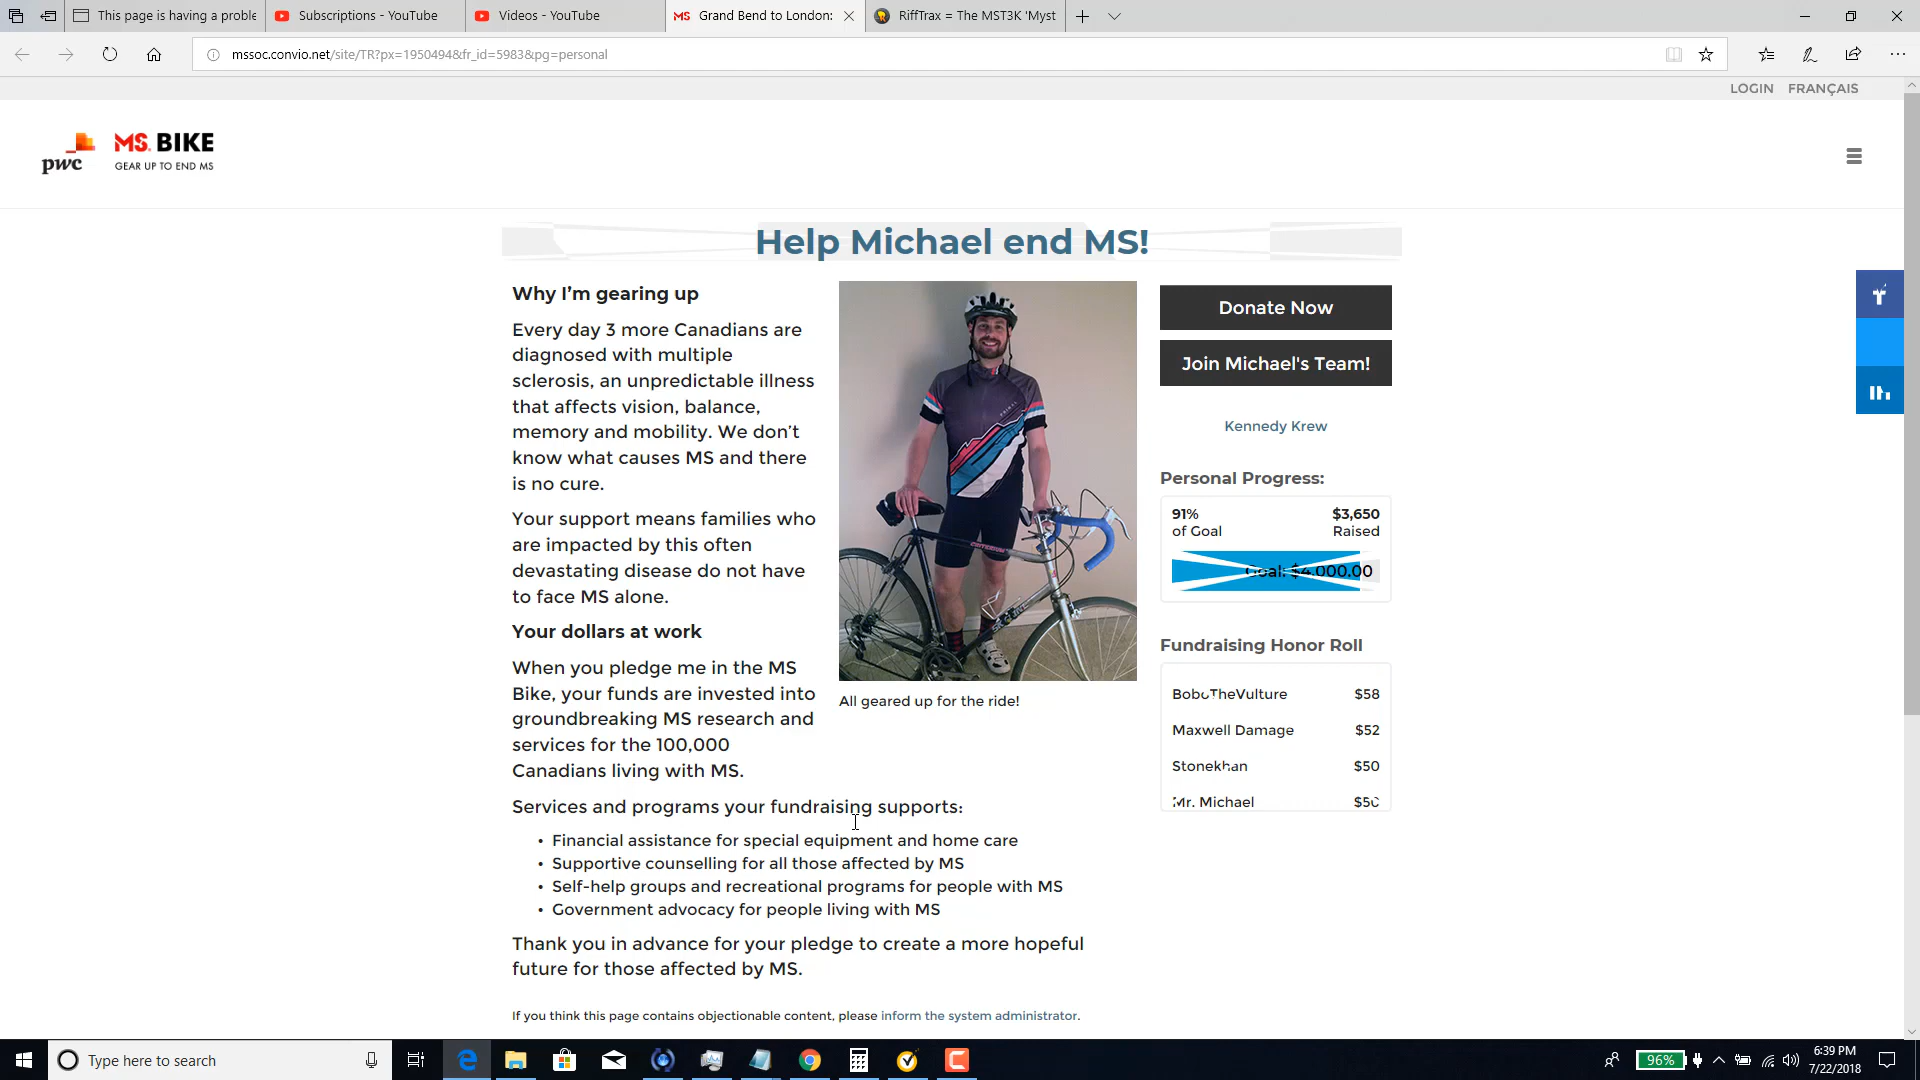 This page is having a proble
Subscriptions - YouTube
Videos - YouTube
MS Grand Bend to London:
RiffTrax = The MST3K 'Myst
mssoc.convio.net/site/TR?px=1950494&fr_id=5983&pg=personal
LOGIN FRANÇAIS
pwc
MS. BIKE
GEAR UP TO END MS
Help Michael end MS!
Why I'm gearing up
Every day 3 more Canadians are
diagnosed with multiple
sclerosis, an unpredictable illness
that affects vision, balance,
memory and mobility. We don't
know what causes MS and there
is no cure.
Your support means families who
are impacted by this often
devastating disease do not have
to face MS alone.
Your dollars at work
When you pledge me in the MS
Bike, your funds are invested into
groundbreaking MS research and
services for the 100,000
Canadians living with MS.
All geared up for the ride!
Services and programs your fundraising supports:
• Financial assistance for special equipment and home care
• Supportive counselling for all those affected by MS
• Self-help groups and recreational programs for people with MS
• Government advocacy for people living with MS
Thank you in advance for your pledge to create a more hopeful
future for those affected by MS.
If you think this page contains objectionable content, please inform the system administrator.
Donate Now
Join Michael's Team!
Kennedy Krew
Personal Progress:
91% $3,650
of Goal Raised
Goal: $4,000.00
Fundraising Honor Roll
BoboTheVulture $58
Maxwell Damage $52
Stonekhan $50
Mr. Michael $50
Type here to search
96%
6:39 PM
7/22/2018